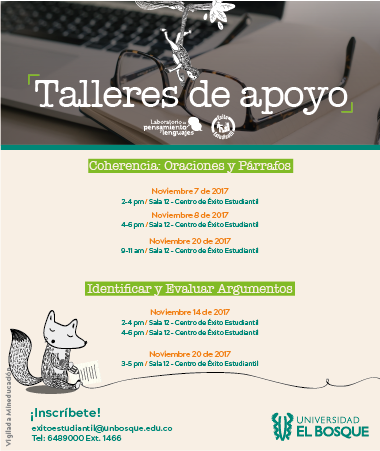 Talleres de apoyo
Laboratorio de
pensamiento
y lenguajes
Éxito
Estudiantil
Coherencia: Oraciones y Párrafos
Noviembre 7 de 2017
2-4 pm / Sala 12 - Centro de Éxito Estudiantil
Noviembre 8 de 2017
4-6 pm / Sala 12 - Centro de Éxito Estudiantil
Noviembre 20 de 2017
9-11 am / Sala 12 - Centro de Éxito Estudiantil
Identificar y Evaluar Argumentos
Noviembre 14 de 2017
2-4 pm / Sala 12 - Centro de Éxito Estudiantil
4-6 pm / Sala 12 - Centro de Éxito Estudiantil
Noviembre 20 de 2017
3-5 pm / Sala 12 - Centro de Éxito Estudiantil
Vigilada Mineducación
¡Inscríbete!
exitoestudiantil@unbosque.edu.co
Tel: 6489000 Ext. 1466
UNIVERSIDAD
EL BOSQUE